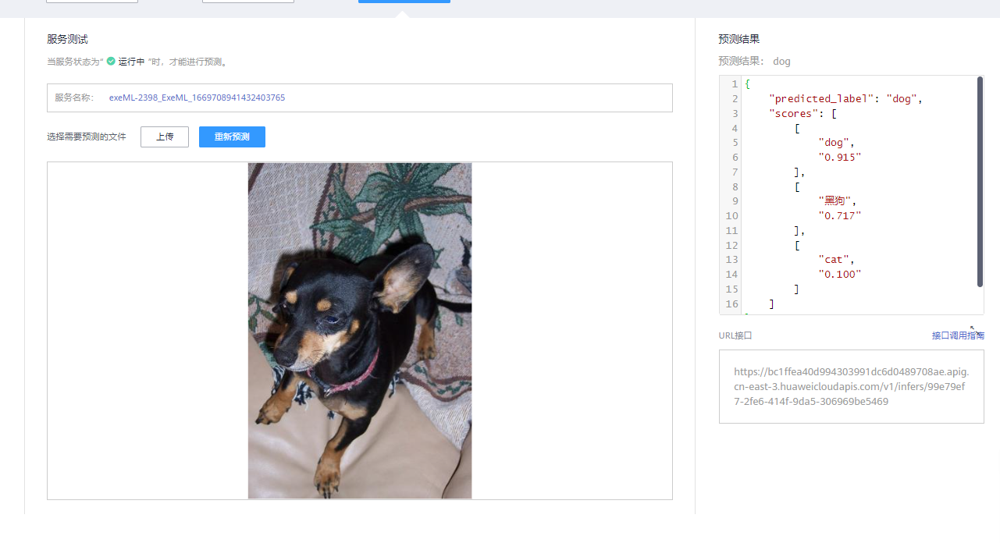 服务测试
当服务状态为“ 运行中 ”时，才能进行预测。
服务名称： exeML-2398_ExeML_1669708941432403765
选择需要预测的文件 上传 重新预测
预测结果
预测结果： dog
1 {
2 "predicted_label": "dog",
3 "scores": [
4 [
5 "dog",
6 "0.915"
7 ],
8 [
9 "黑狗",
10 "0.717"
11 ],
12 [
13 "cat",
14 "0.100"
15 ]
16 ]
URL接口 接口调用指南
https://bc1ffea40d994303991dc6d0489708ae.apig.
cn-east-3.huaweicloudapis.com/v1/infers/99e79ef
7-2fe6-414f-9da5-306969be5469